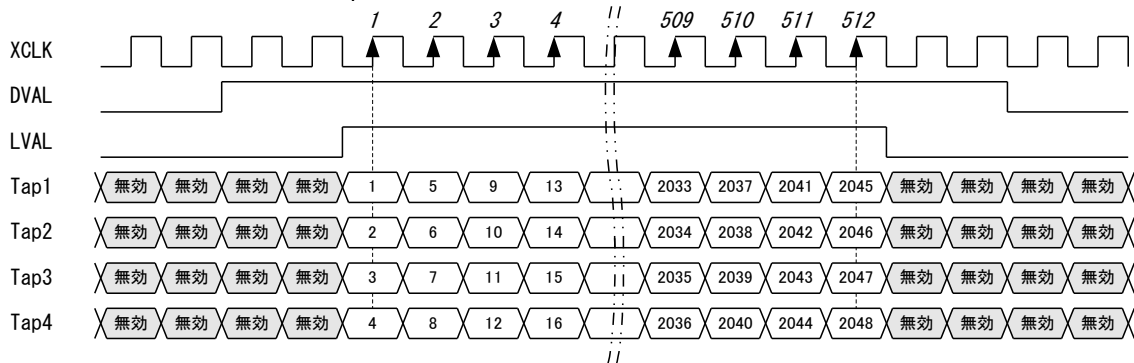 1 2 3 4 509 510 511 512
XCLK
DVAL
LVAL
Tap1 無効 無効 無効 無効 1 5 9 13 2033 2037 2041 2045 無効 無効 無効 無効
Tap2 無効 無効 無効 無効 2 6 10 14 2034 2038 2042 2046 無効 無効 無効 無効
Tap3 無効 無効 無効 無効 3 7 11 15 2035 2039 2043 2047 無効 無効 無効 無効
Tap4 無効 無効 無効 無効 4 8 12 16 2036 2040 2044 2048 無効 無効 無効 無効